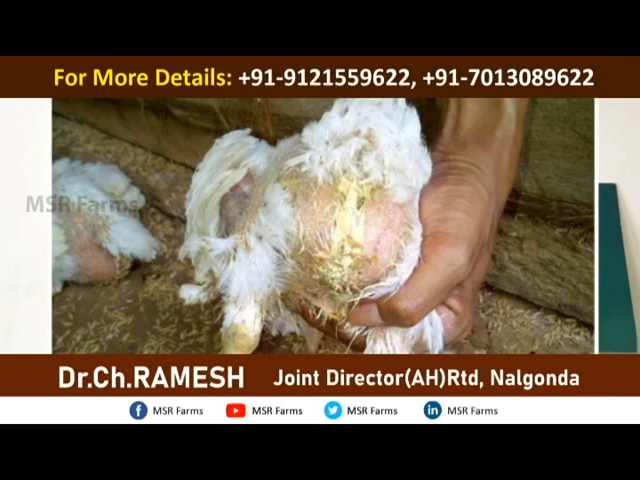 For More Details: +91-9121559622, +91-7013089622
MSR Farms
Dr.Ch.RAMESH Joint Director(AH)Rtd, Nalgonda
MSR Farms MSR Farms MSR Farms MSR Farms